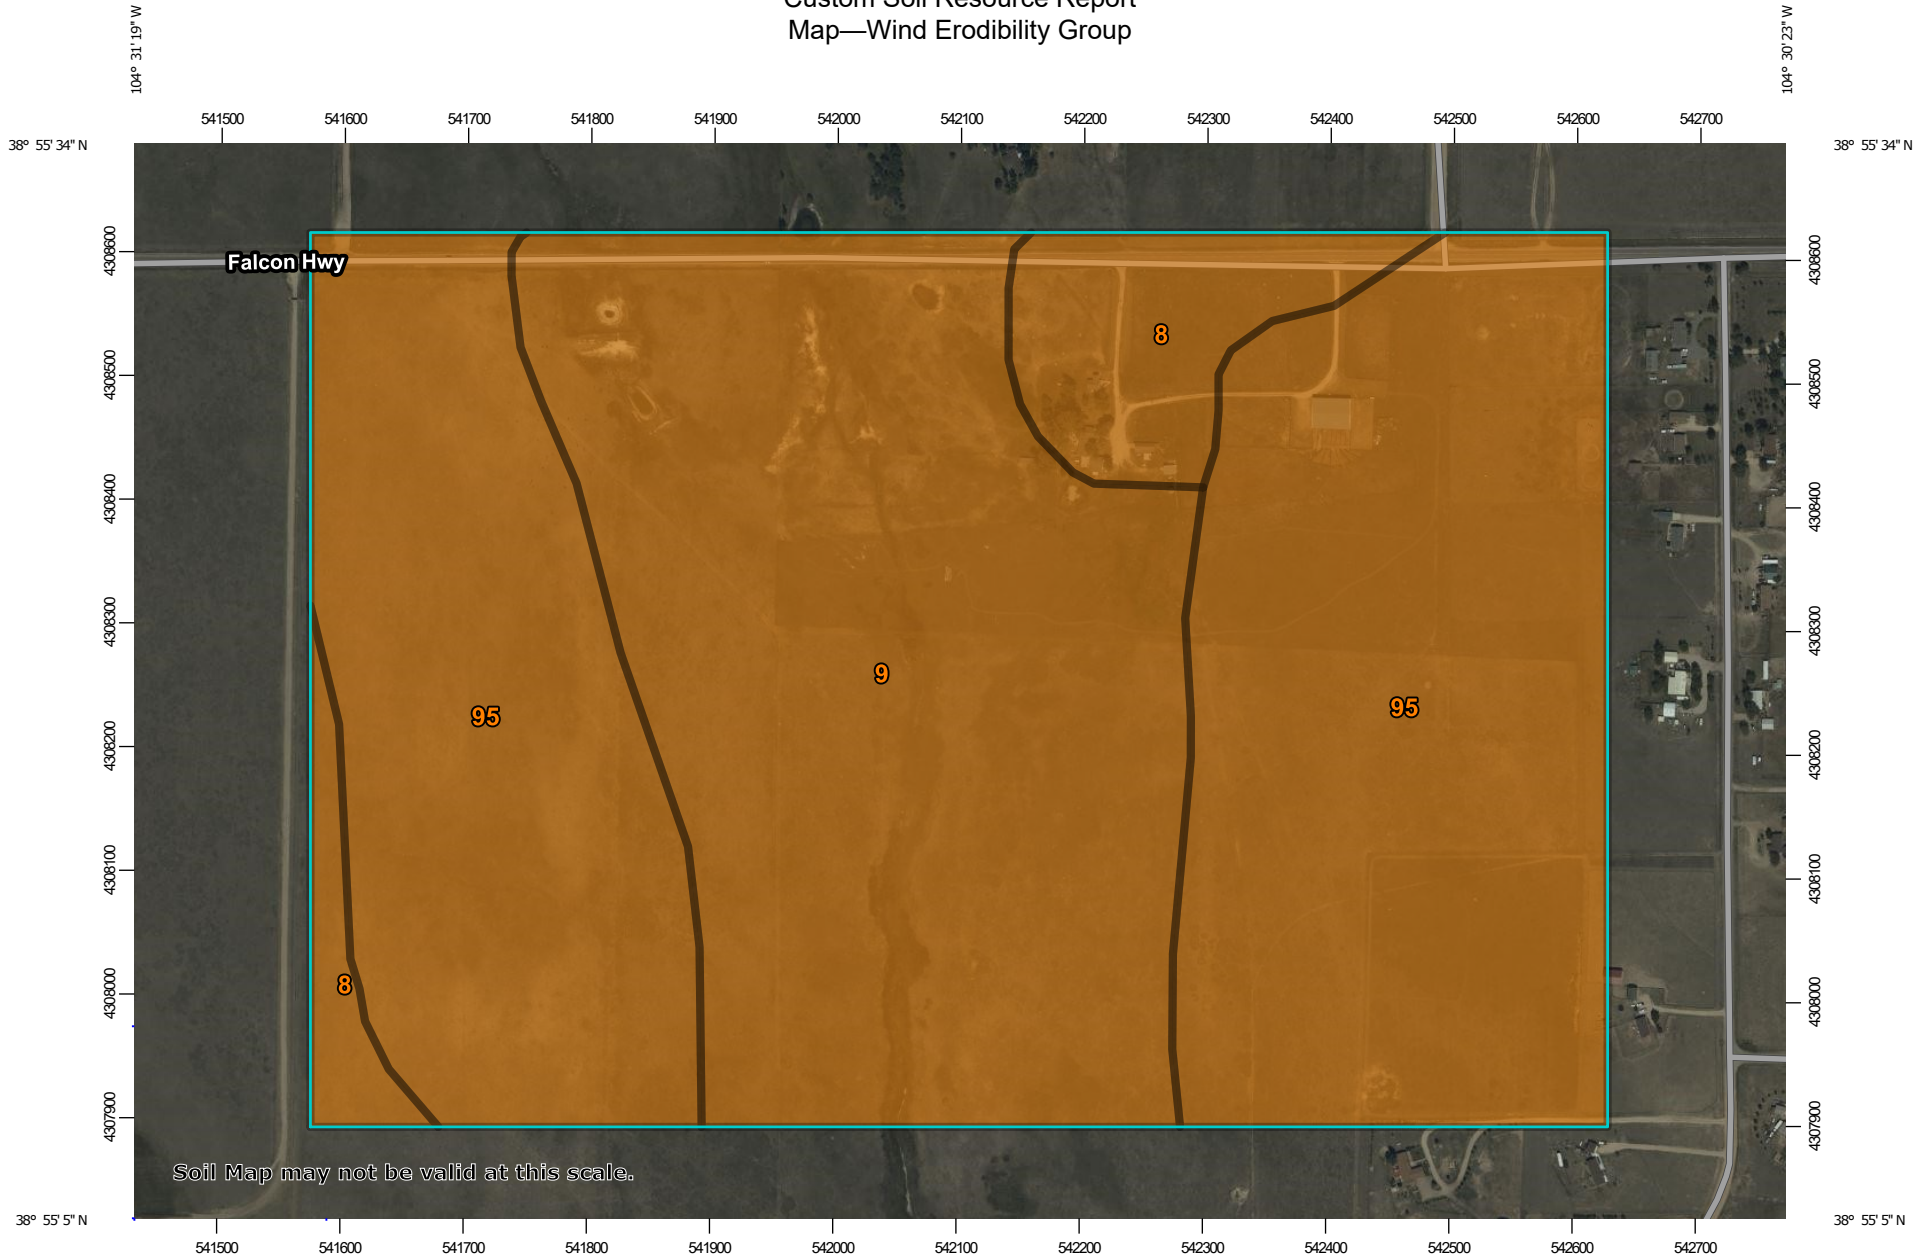 Custom Soil Resource Report
Map—Wind Erodibility Group
104° 31' 19" W
104° 30' 23" W
541500 541600 541700 541800 541900 542000 542100 542200 542300 542400 542500 542600 542700
38° 55' 34" N
38° 55' 34" N
4308600
4308600
Falcon Hwy
8
4308500
4308500
4308400
4308400
4308300
4308300
9
95
95
4308200
4308200
4308100
4308100
8
4308000
4308000
4307900
4307900
Soil Map may not be valid at this scale.
38° 55' 5" N
38° 55' 5" N
541500 541600 541700 541800 541900 542000 542100 542200 542300 542400 542500 542600 542700